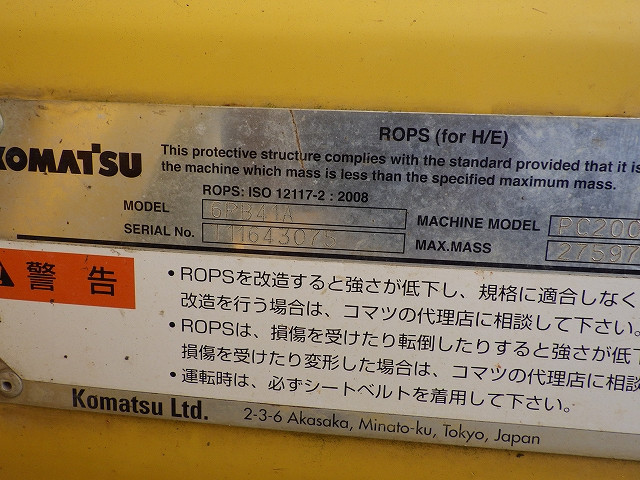 ROPS (for H/E)
KOMATSU
This protective structure complies with the standard provided that it is
the machine which mass is less than the specified maximum mass.
ROPS: ISO 12117-2 : 2008
MODEL 6RB41A MACHINE MODEL PC200
SERIAL No. 111643075 MAX.MASS 27597
警告
•ROPSを改造すると強さが低下し、規格に適合しなく
改造を行う場合は、コマツの代理店に相談して下さい。
•ROPSは、損傷を受けたり転倒したりすると強さが低下
損傷を受けたり変形した場合は、コマツの代理店に相談
•運転時は、必ずシートベルトを着用して下さい。
Komatsu Ltd. 2-3-6 Akasaka, Minato-ku, Tokyo, Japan